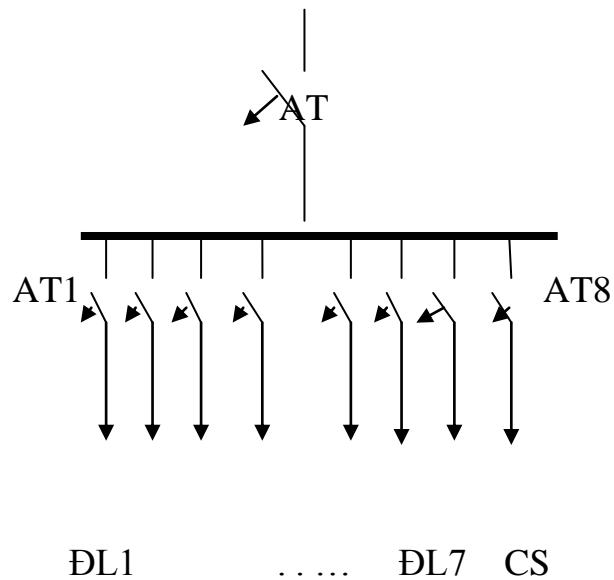 AT
AT1 AT8
ĐL1 . . ... ĐL7 CS